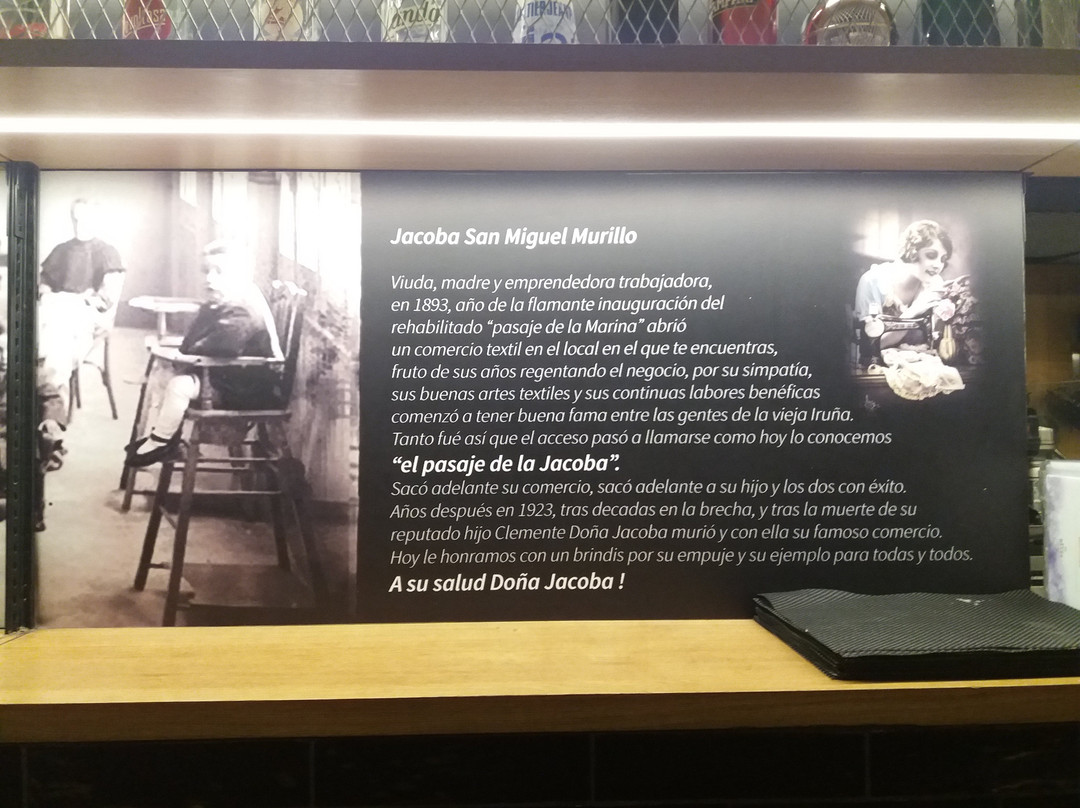 Jacoba San Miguel Murillo
Viuda, madre y emprendedora trabajadora,
en 1893, año de la flamante inauguración del
rehabilitado “pasaje de la Marina” abrió
un comercio textil en el local en el que te encuentras,
fruto de sus años regentando el negocio, por su simpatía,
sus buenas artes textiles y sus continuas labores benéficas
comenzó a tener buena fama entre las gentes de la vieja Iruña.
Tanto fué así que el acceso pasó a llamarse como hoy lo conocemos
“el pasaje de la Jacoba”.
Sacó adelante su comercio, sacó adelante a su hijo y los dos con éxito.
Años después en 1923, tras decadas en la brecha, y tras la muerte de su
reputado hijo Clemente Doña Jacoba murió y con ella su famoso comercio.
Hoy le honramos con un brindis por su empuje y su ejemplo para todas y todos.
A su salud Doña Jacoba !